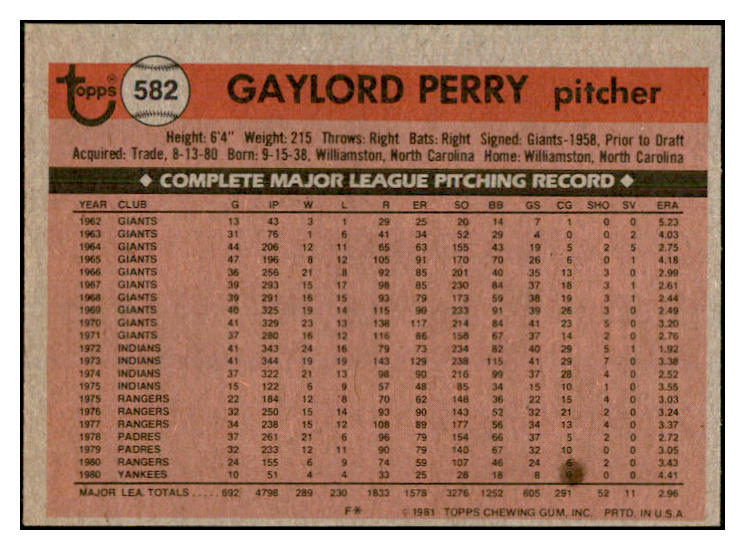 topps® 582 GAYLORD PERRY pitcher
Height: 6'4" Weight: 215 Throws: Right Bats: Right Signed: Giants-1958, Prior to Draft
Acquired: Trade, 8-13-80 Born: 9-15-38, Williamston, North Carolina Home: Williamston, North Carolina
◆ COMPLETE MAJOR LEAGUE PITCHING RECORD ◆
YEAR CLUB G IP W L R ER SO BB GS CG SHO SV ERA
1962 GIANTS 13 43 3 1 29 25 20 14 7 1 0 0 5.23
1963 GIANTS 31 76 1 6 41 34 52 29 4 0 0 2 4.03
1964 GIANTS 44 206 12 11 65 63 155 43 19 5 2 5 2.75
1965 GIANTS 47 196 8 12 105 91 170 70 26 6 0 1 4.18
1966 GIANTS 36 256 21 8 92 85 201 40 35 13 3 0 2.99
1967 GIANTS 39 293 15 17 98 85 230 84 37 18 3 1 2.61
1968 GIANTS 39 291 16 15 93 79 173 59 38 19 3 1 2.44
1969 GIANTS 40 325 19 14 115 90 233 91 39 26 3 0 2.49
1970 GIANTS 41 329 23 13 138 117 214 84 41 23 5 0 3.20
1971 GIANTS 37 280 16 12 116 86 158 67 37 14 2 0 2.76
1972 INDIANS 41 343 24 16 79 73 234 82 40 29 5 1 1.92
1973 INDIANS 41 344 19 19 143 129 238 115 41 29 7 0 3.38
1974 INDIANS 37 322 21 13 98 90 216 99 37 28 4 0 2.52
1975 INDIANS 15 122 6 9 57 48 85 34 15 10 1 0 3.55
1975 RANGERS 22 184 12 8 70 62 148 36 22 15 4 0 3.03
1976 RANGERS 32 250 15 14 93 90 143 52 32 21 2 0 3.24
1977 RANGERS 34 238 15 12 108 89 177 56 34 13 4 0 3.37
1978 PADRES 37 261 21 6 96 79 154 66 37 5 2 0 2.72
1979 PADRES 32 233 12 11 90 79 140 67 32 10 0 0 3.05
1980 RANGERS 24 155 6 9 74 59 107 46 24 6 2 0 3.43
1980 YANKEES 10 51 4 4 33 25 28 18 8 0 0 4.41
MAJOR LEA. TOTALS ..... 692 4798 289 230 1833 1578 3276 1252 605 291 52 11 2.96
F* © 1981 TOPPS CHEWING GUM, INC. PRTD. IN U.S.A.